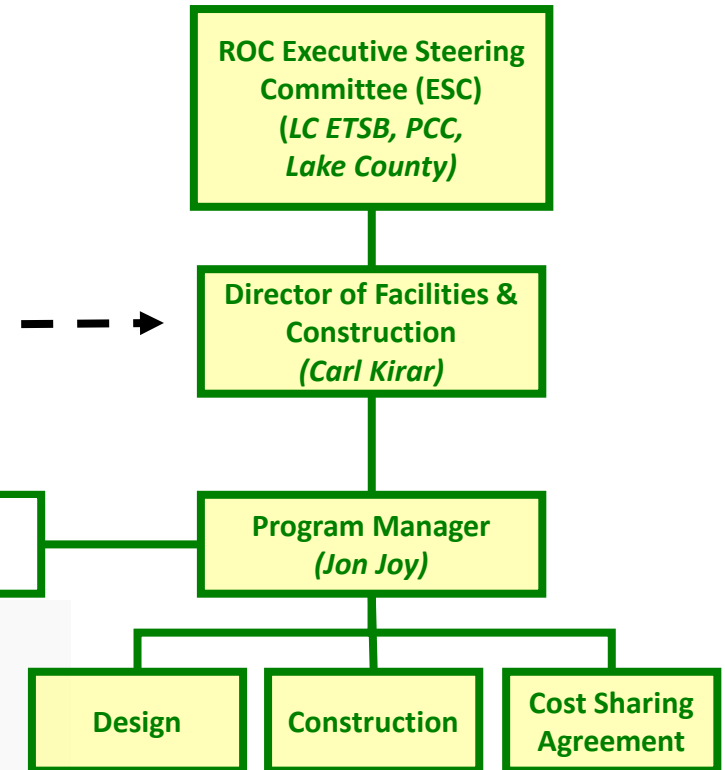 ROC Executive Steering
Committee (ESC)
(LC ETSB, PCC,
Lake County)
Director of Facilities &
Construction
(Carl Kirar)
Program Manager
(Jon Joy)
Design
Construction
Cost Sharing
Agreement